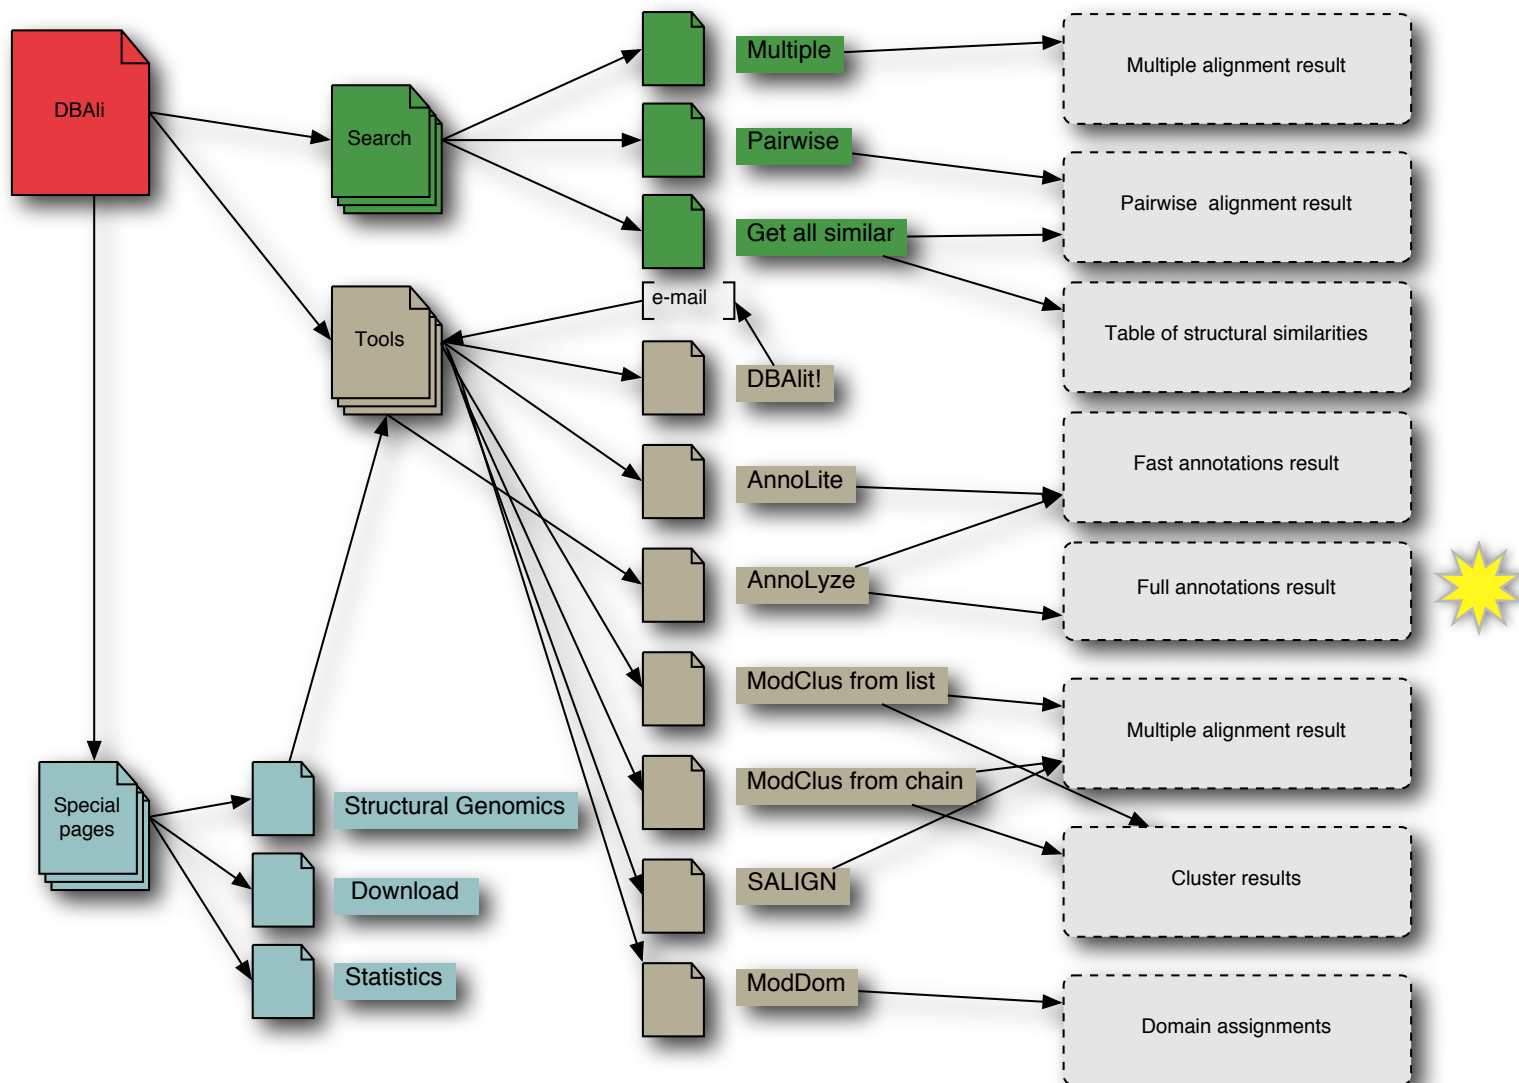 DBAli
Search
Multiple
Multiple alignment result
Pairwise
Pairwise  alignment result
Get all similar
Tools
e-mail
Table of structural similarities
DBAlit!
AnnoLite
Fast annotations result
AnnoLyze
Full annotations result
ModClus from list
Multiple alignment result
ModClus from chain
Special
pages
Structural Genomics
Download
SALIGN
Cluster results
Statistics
ModDom
Domain assignments